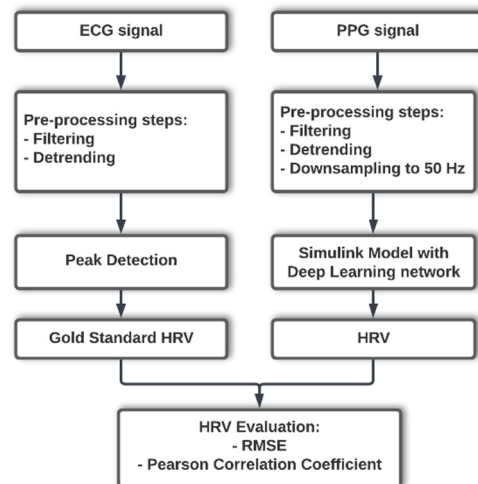 ECG signal
PPG signal
Pre-processing steps:
- Filtering
- Detrending
Pre-processing steps:
- Filtering
- Detrending
- Downsampling to 50 Hz
Peak Detection
Simulink Model with
Deep Learning network
Gold Standard HRV
HRV
HRV Evaluation:
- RMSE
- Pearson Correlation Coefficient